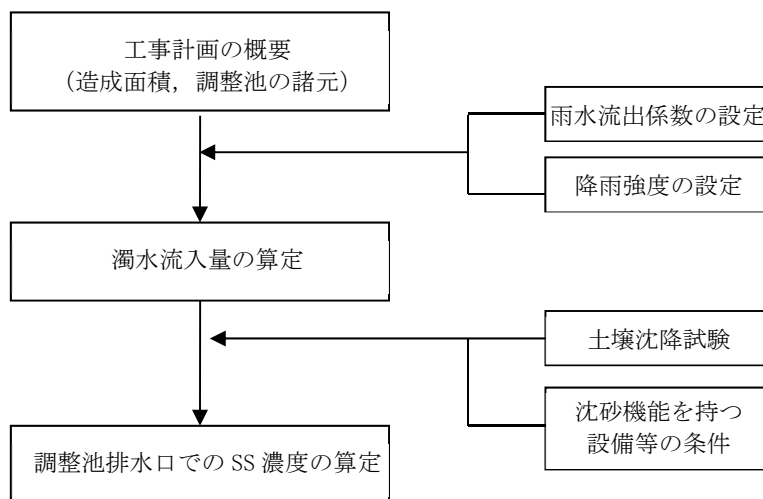 工事計画の概要
（造成面積，調整池の諸元）
雨水流出係数の設定
降雨強度の設定
濁水流入量の算定
土壌沈降試験
沈砂機能を持つ
設備等の条件
調整池排水口での SS 濃度の算定